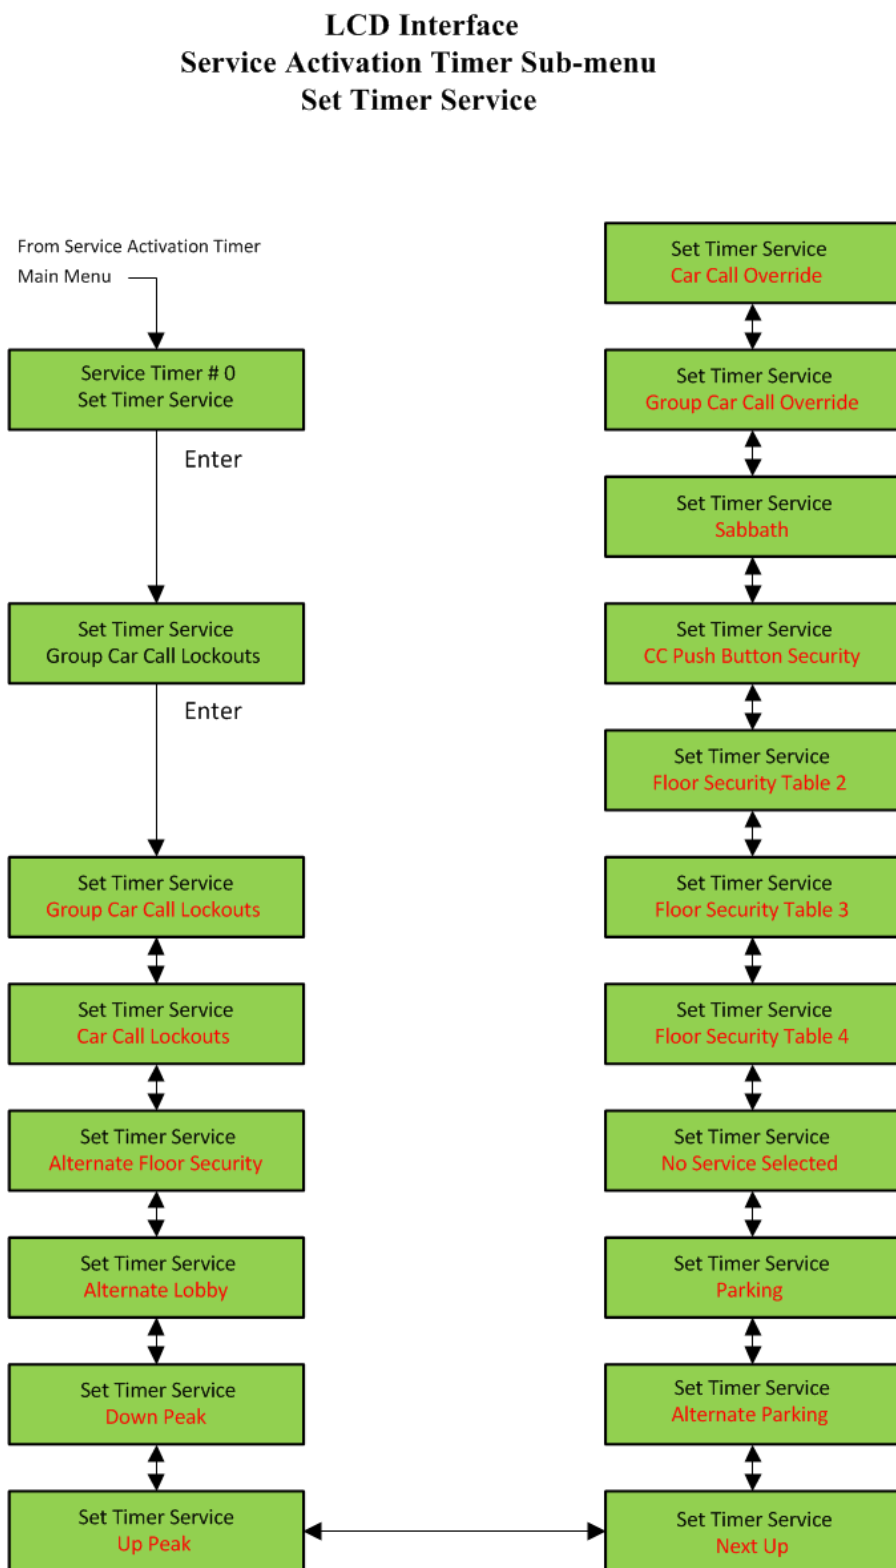 LCD Interface
Service Activation Timer Sub-menu
Set Timer Service
From Service Activation Timer
Main Menu
Service Timer # 0
Set Timer Service
Enter
Set Timer Service
Group Car Call Lockouts
Enter
Set Timer Service
Group Car Call Lockouts
Set Timer Service
Car Call Lockouts
Set Timer Service
Alternate Floor Security
Set Timer Service
Alternate Lobby
Set Timer Service
Down Peak
Set Timer Service
Up Peak
Set Timer Service
Car Call Override
Set Timer Service
Group Car Call Override
Set Timer Service
Sabbath
Set Timer Service
CC Push Button Security
Set Timer Service
Floor Security Table 2
Set Timer Service
Floor Security Table 3
Set Timer Service
Floor Security Table 4
Set Timer Service
No Service Selected
Set Timer Service
Parking
Set Timer Service
Alternate Parking
Set Timer Service
Next Up